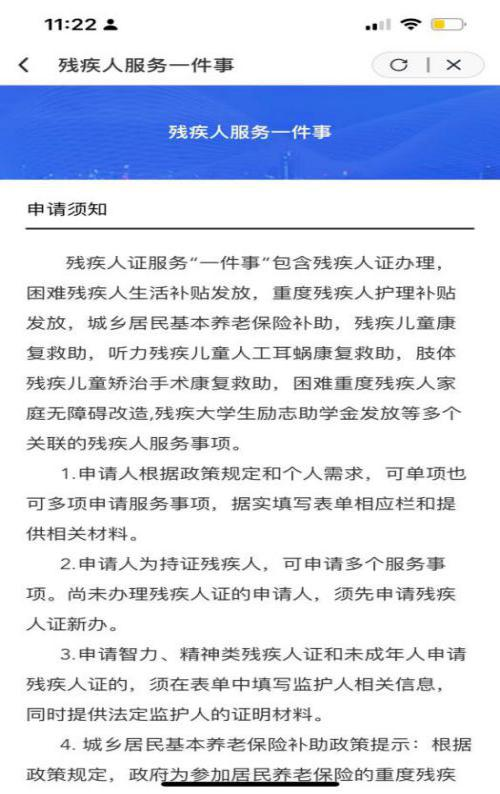 11:22
残疾人服务一件事
残疾人服务一件事
申请须知
残疾人证服务“一件事”包含残疾人证办理，
困难残疾人生活补贴发放，重度残疾人护理补贴
发放，城乡居民基本养老保险补助，残疾儿童康
复救助，听力残疾儿童人工耳蜗康复救助，肢体
残疾儿童矫治手术康复救助，困难重度残疾人家
庭无障碍改造,残疾大学生励志助学金发放等多个
关联的残疾人服务事项。
1.申请人根据政策规定和个人需求，可单项也
可多项申请服务事项，据实填写表单相应栏和提
供相关材料。
2.申请人为持证残疾人，可申请多个服务事
项。尚未办理残疾人证的申请人，须先申请残疾
人证新办。
3.申请智力、精神类残疾人证和未成年人申请
残疾人证的，须在表单中填写监护人相关信息，
同时提供法定监护人的证明材料。
4. 城乡居民基本养老保险补助政策提示：根据
政策规定，政府为参加居民养老保险的重度残疾